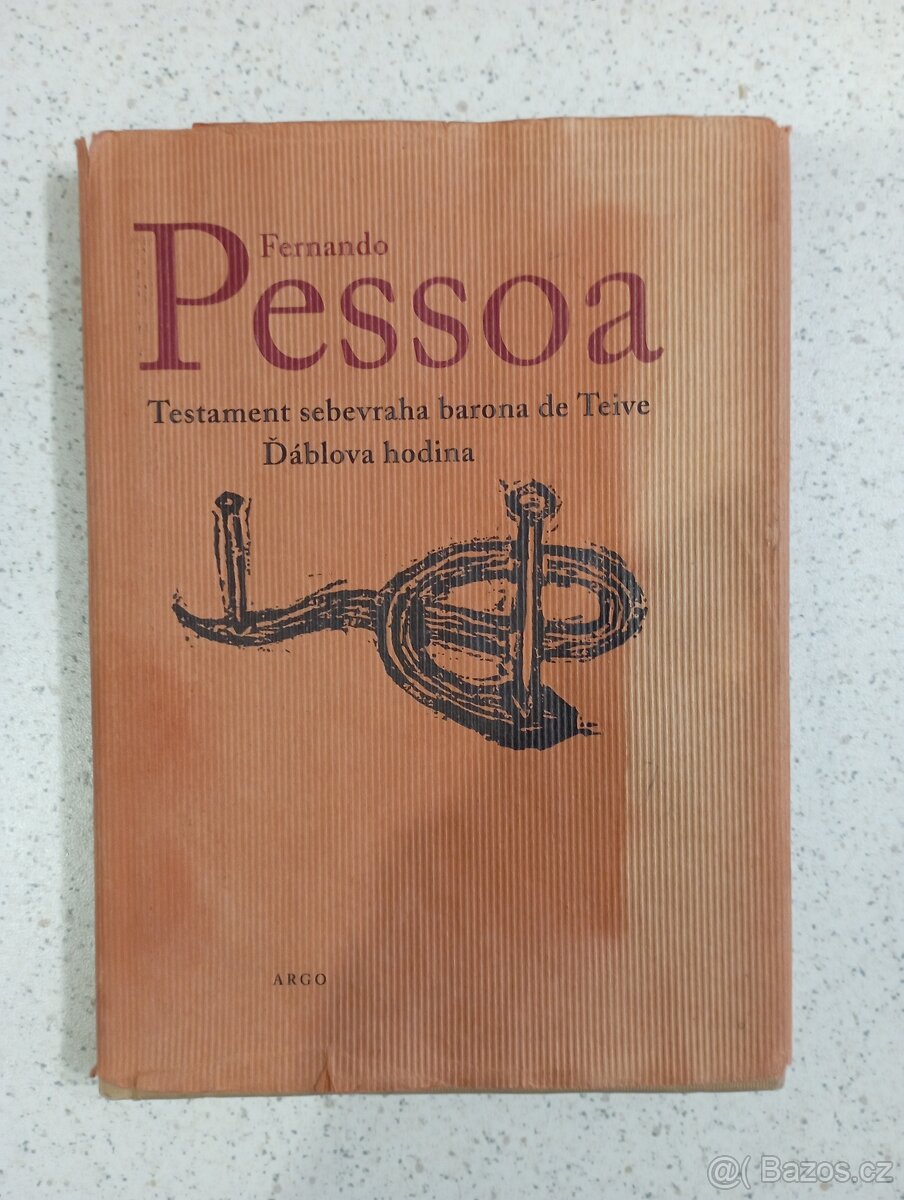 Fernando
Pessoa
Testament sebevraha barona de Teive
Ďáblova hodina
ARGO
@( Bazos.cz